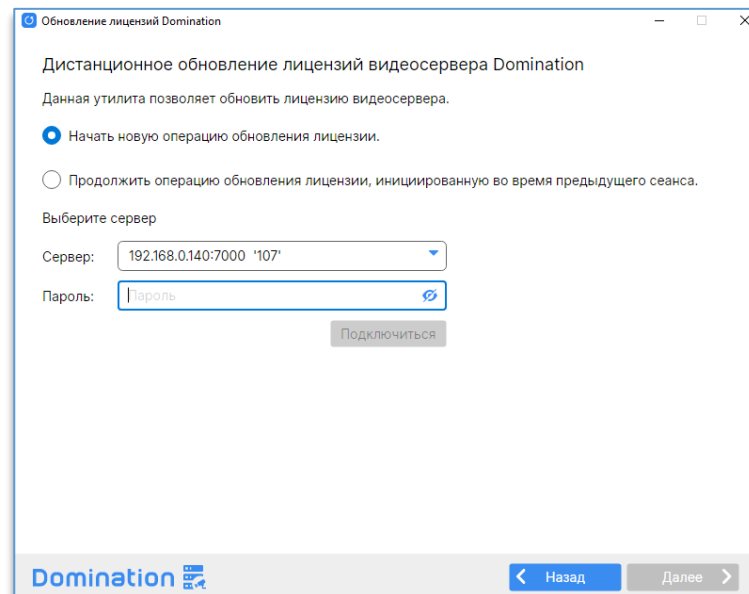 Обновление лицензий Domination
Дистанционное обновление лицензий видеосервера Domination
Данная утилита позволяет обновить лицензию видеосервера.
Начать новую операцию обновления лицензии.
Продолжить операцию обновления лицензии, инициированную во время предыдущего сеанса.
Выберите сервер
Сервер: 192.168.0.140:7000 '107'
Пароль: Пароль
Подключиться
Domination Назад Далее